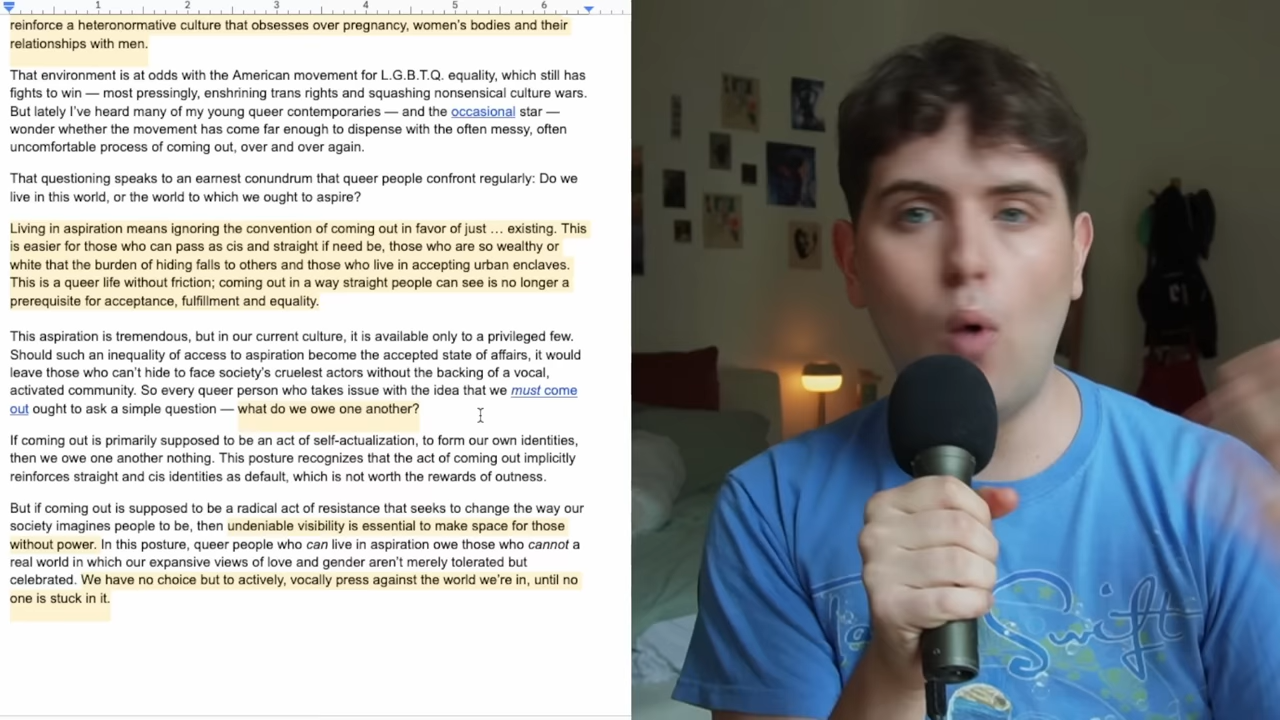 1 2 3 4 5 6
reinforce a heteronormative culture that obsesses over pregnancy, women's bodies and their
relationships with men.
That environment is at odds with the American movement for L.G.B.T.Q. equality, which still has
fights to win — most pressingly, enshrining trans rights and squashing nonsensical culture wars.
But lately I've heard many of my young queer contemporaries — and the occasional star —
wonder whether the movement has come far enough to dispense with the often messy, often
uncomfortable process of coming out, over and over again.
That questioning speaks to an earnest conundrum that queer people confront regularly: Do we
live in this world, or the world to which we ought to aspire?
Living in aspiration means ignoring the convention of coming out in favor of just … existing. This
is easier for those who can pass as cis and straight if need be, those who are so wealthy or
white that the burden of hiding falls to others and those who live in accepting urban enclaves.
This is a queer life without friction; coming out in a way straight people can see is no longer a
prerequisite for acceptance, fulfillment and equality.
This aspiration is tremendous, but in our current culture, it is available only to a privileged few.
Should such an inequality of access to aspiration become the accepted state of affairs, it would
leave those who can't hide to face society's cruelest actors without the backing of a vocal,
activated community. So every queer person who takes issue with the idea that we must come
out ought to ask a simple question — what do we owe one another?
If coming out is primarily supposed to be an act of self-actualization, to form our own identities,
then we owe one another nothing. This posture recognizes that the act of coming out implicitly
reinforces straight and cis identities as default, which is not worth the rewards of outness.
But if coming out is supposed to be a radical act of resistance that seeks to change the way our
society imagines people to be, then undeniable visibility is essential to make space for those
without power. In this posture, queer people who can live in aspiration owe those who cannot a
real world in which our expansive views of love and gender aren't merely tolerated but
celebrated. We have no choice but to actively, vocally press against the world we're in, until no
one is stuck in it.
Swift